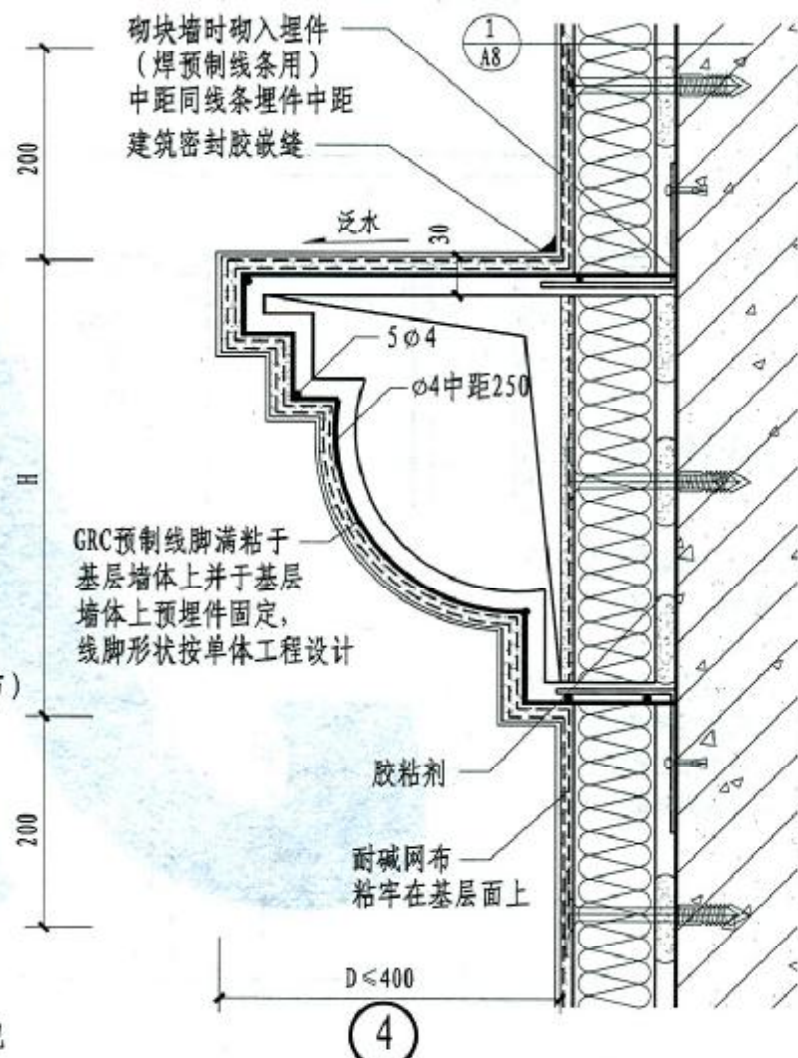 砌块墙时砌入埋件
(焊预制线条用)
中距同线条埋件中距
建筑密封胶嵌缝
1
A8
200
泛水
30
5ø4
ø4中距250
H
GRC预制线脚满粘于
基层墙体上并于基层
墙体上预埋件固定,
线脚形状按单体工程设计
)
200
胶粘剂
耐碱网布
粘牢在基层面上
D≤400
4